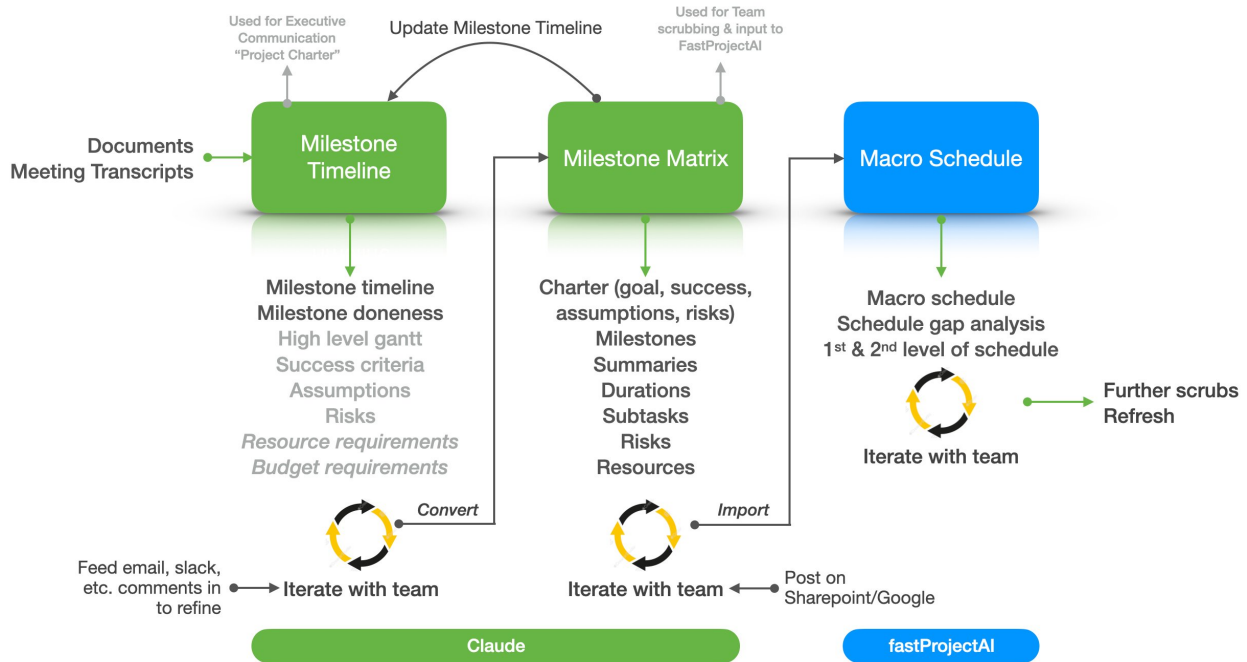 Used for Executive
Communication
“Project Charter”
Update Milestone Timeline
Used for Team
scrubbing & input to
FastProjectAI
Documents
Meeting Transcripts
Milestone
Timeline
Milestone Matrix
Macro Schedule
Milestone timeline
Milestone doneness
High level gantt
Success criteria
Assumptions
Risks
Resource requirements
Budget requirements
Convert
Iterate with team
Feed email, slack,
etc. comments in
to refine
Charter (goal, success,
assumptions, risks)
Milestones
Summaries
Durations
Subtasks
Risks
Resources
Import
Iterate with team
Post on
Sharepoint/Google
Macro schedule
Schedule gap analysis
1st & 2nd level of schedule
Iterate with team
Further scrubs
Refresh
Claude
fastProjectAI